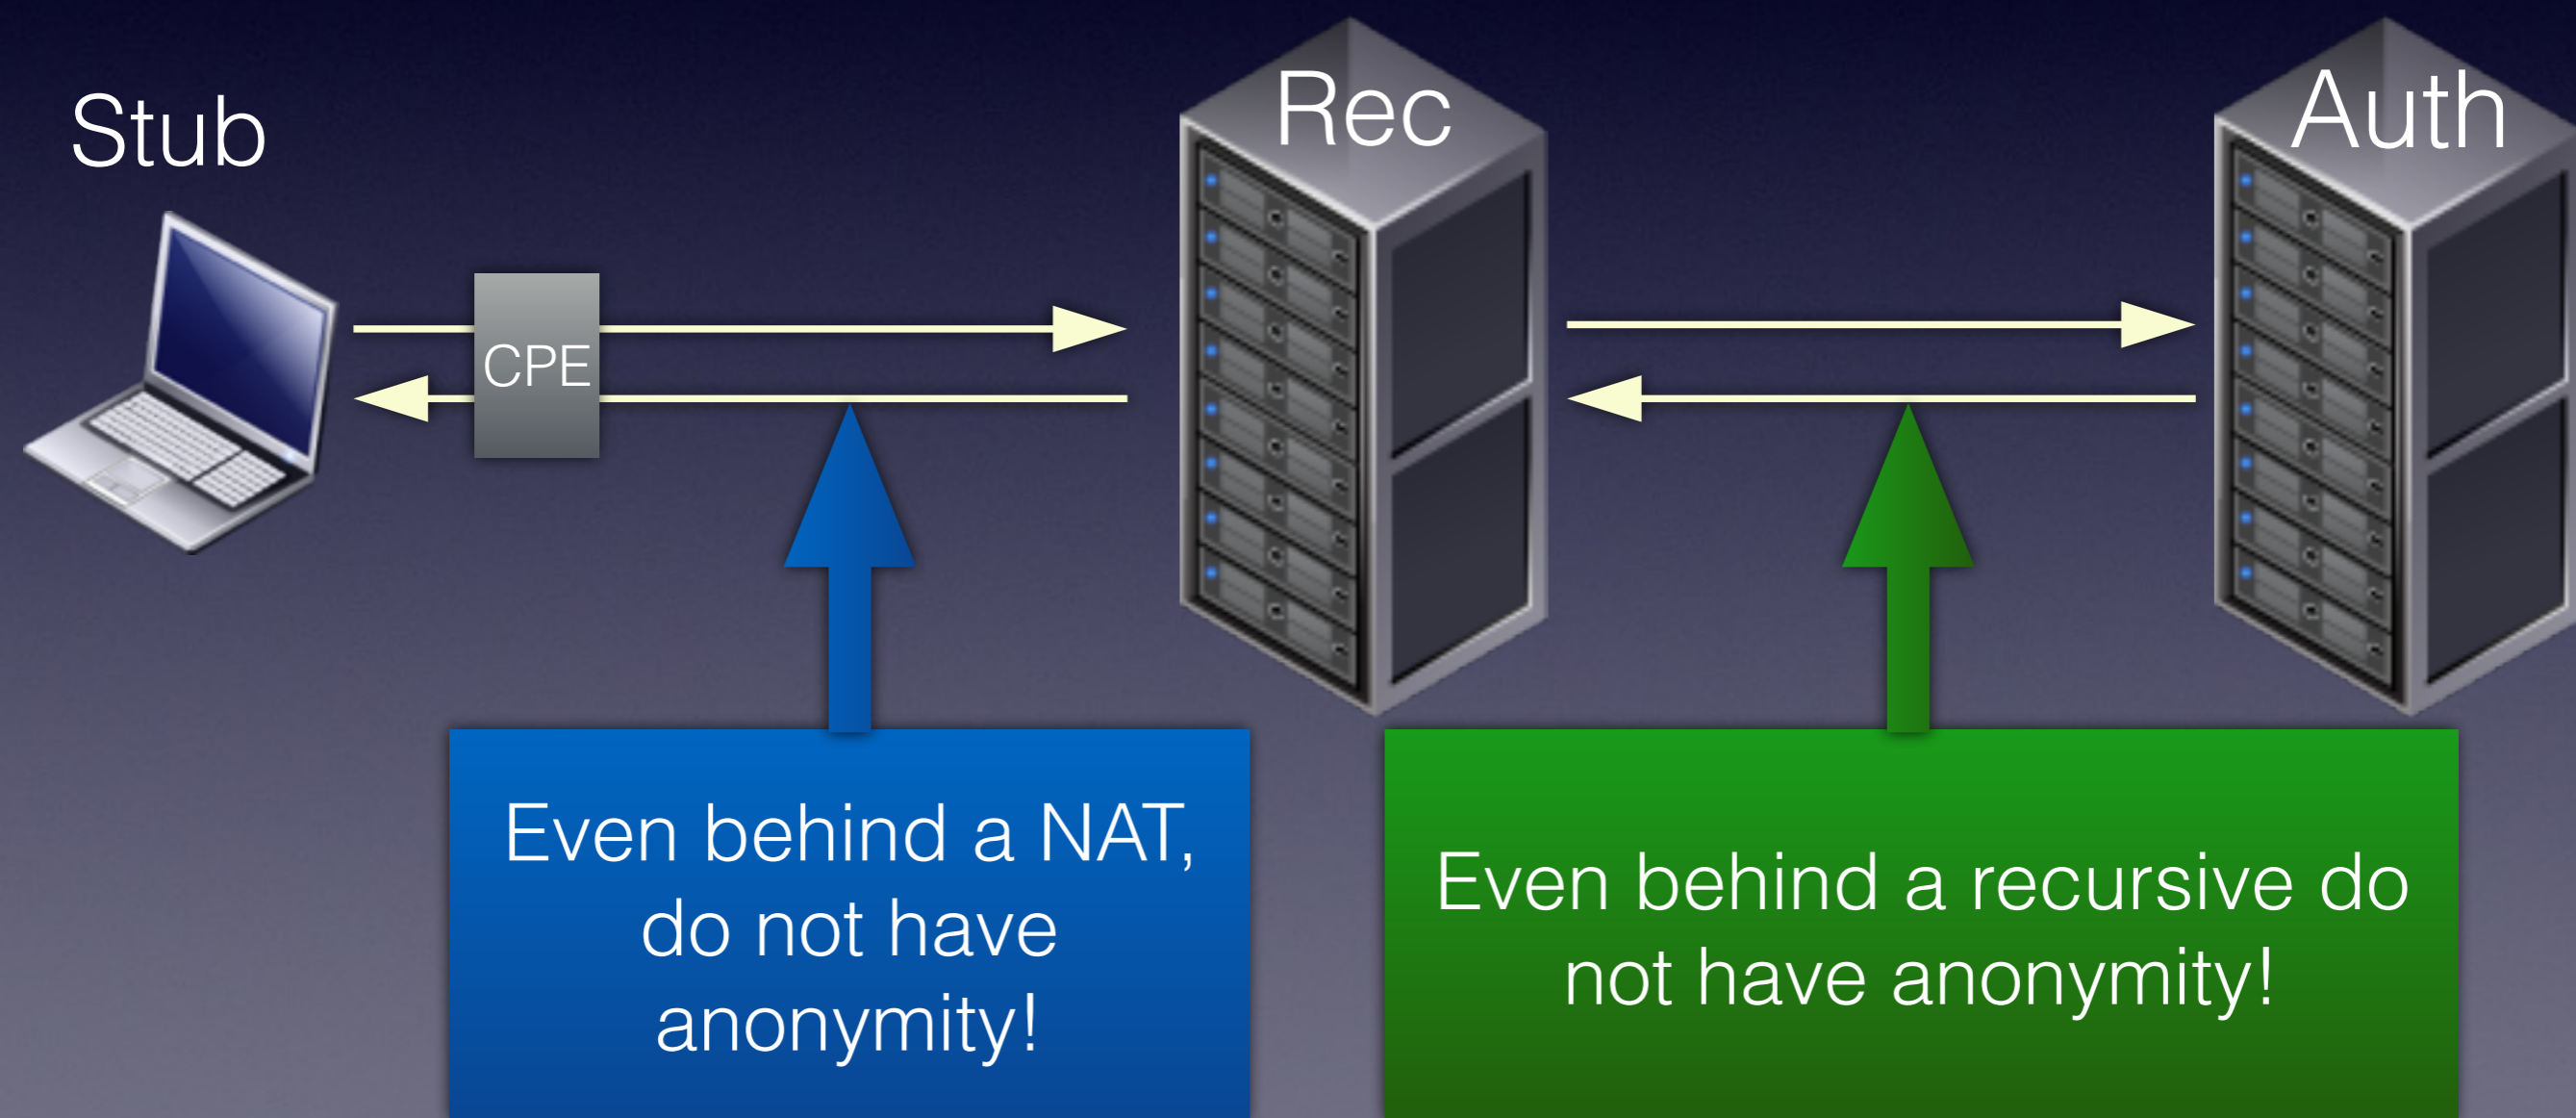 Stub
Rec
Auth
CPE
Even behind a NAT,
do not have
anonymity!
Even behind a recursive do
not have anonymity!